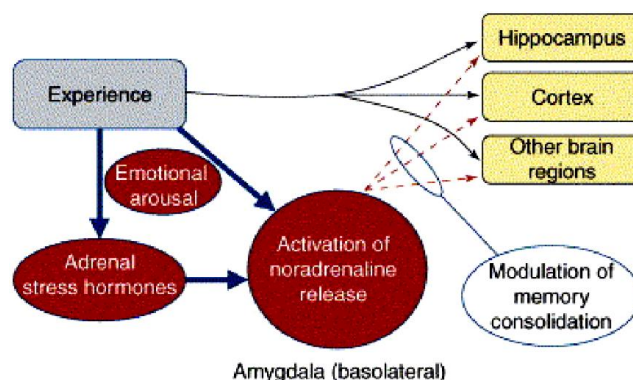 Experience
Emotional
arousal
Adrenal
stress hormones
Activation of
noradrenaline
release
Amygdala (basolateral)
Hippocampus
Cortex
Other brain
regions
Modulation of
memory
consolidation